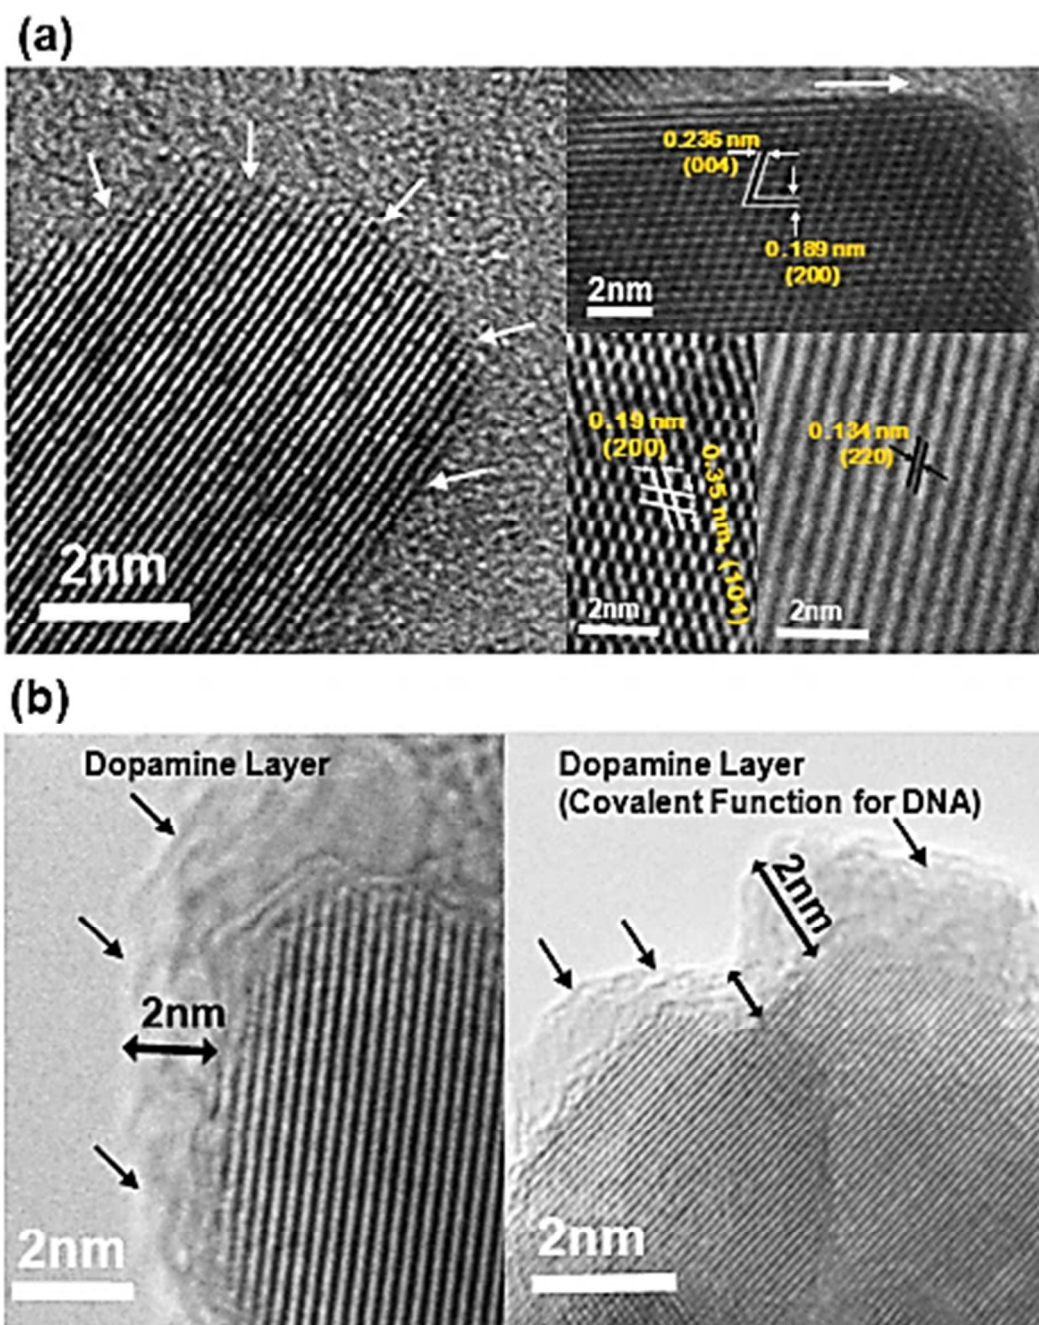 (a)
0.236 nm
(004)
0.189 nm
(200)
2nm
2nm
0.19 nm
(200)
0.35 nm, (101)
2nm
0.134 nm
(220)
2nm
(b)
Dopamine Layer
2nm
2nm
Dopamine Layer
(Covalent Function for DNA)
2nm
2nm